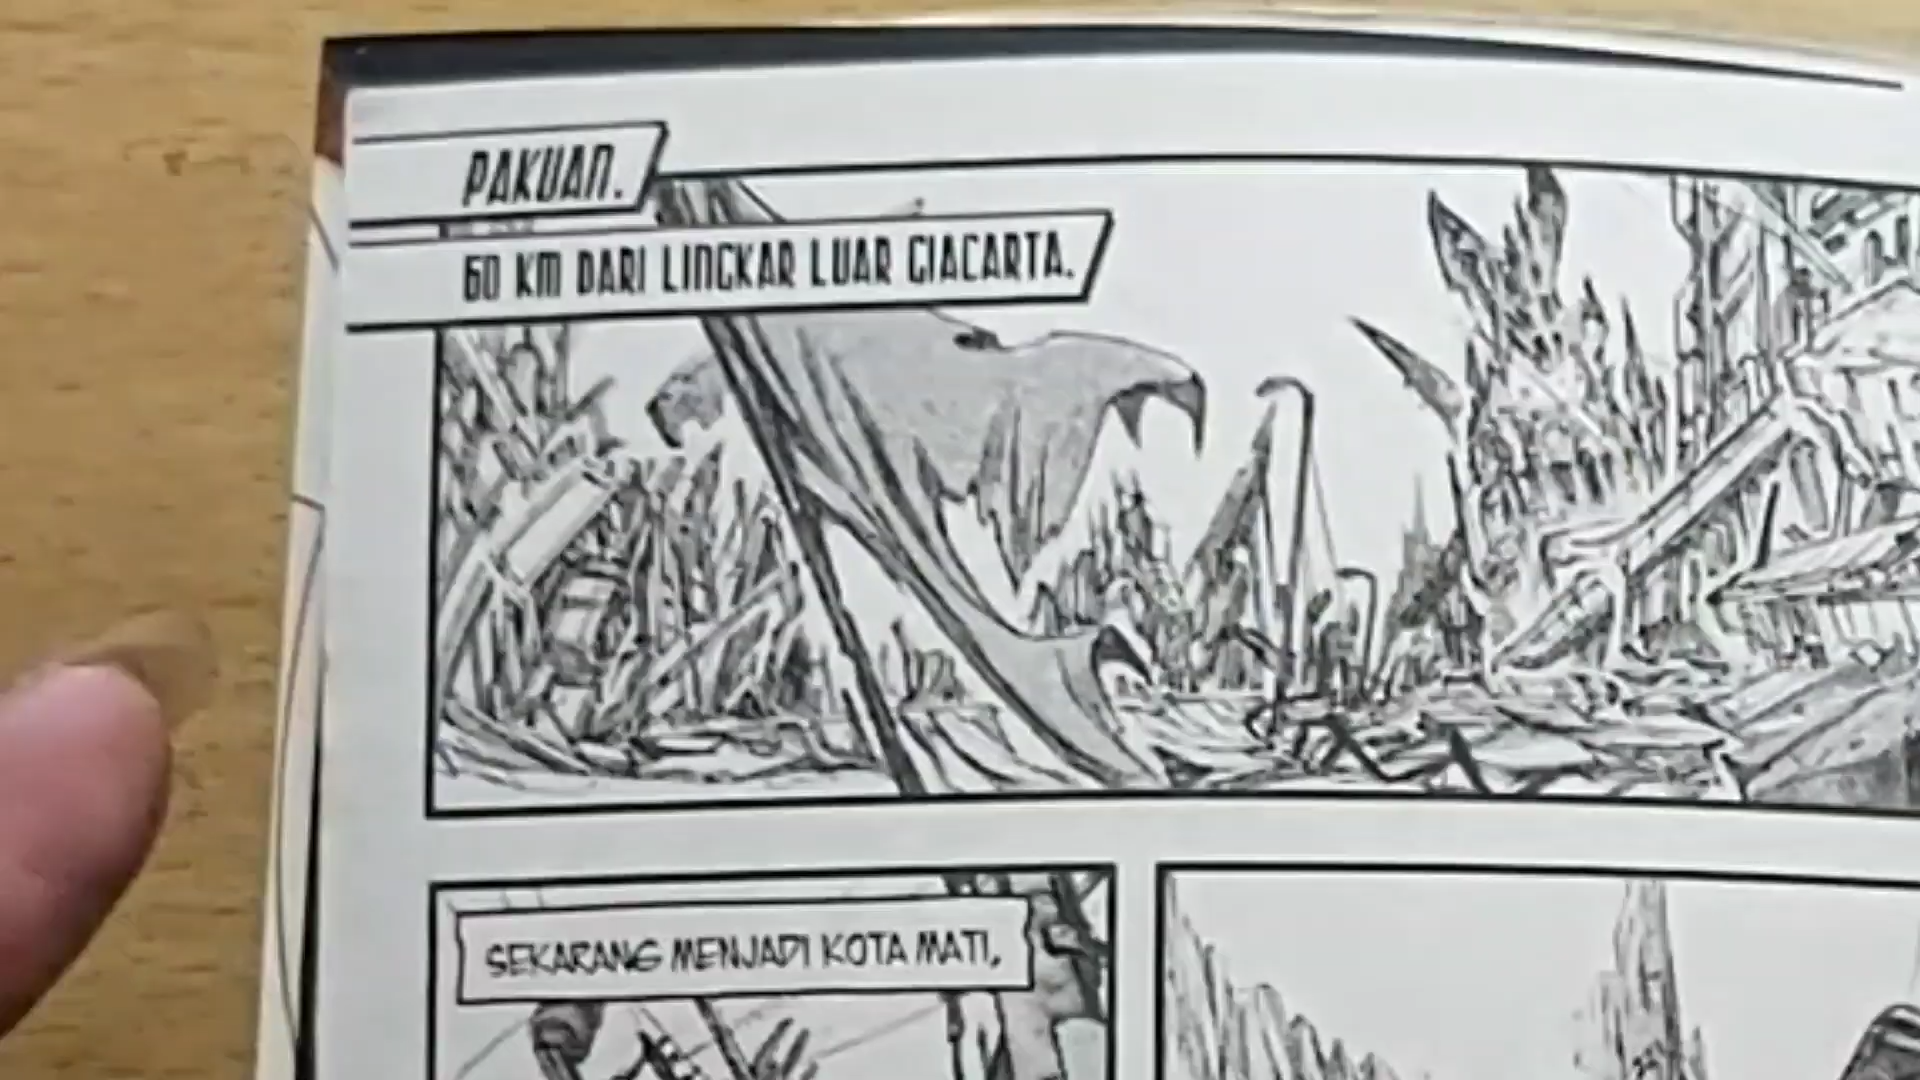 PAKUAN.
60 KM DARI LINGKAR LUAR GIACARTA.
SEKARANG MENJADI KOTA MATI,